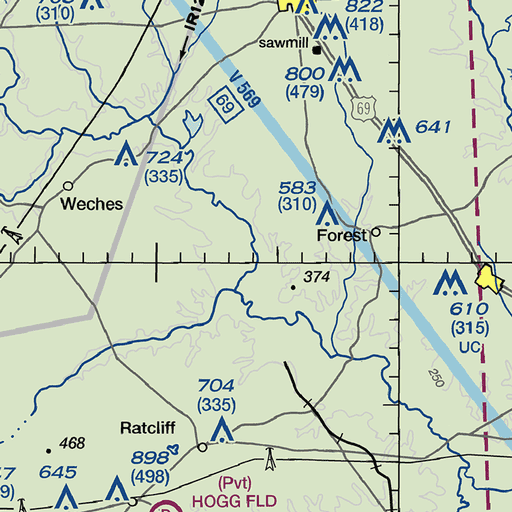 (310)
IR12
822
(418)
sawmill
800
(479)
V 569
69
69
641
724
(335)
583
(310)
Weches
Forest
374
610
(315)
UC
250
704
(335)
Ratcliff
468
898
(498)
645
(Pvt)
HOGG FLD